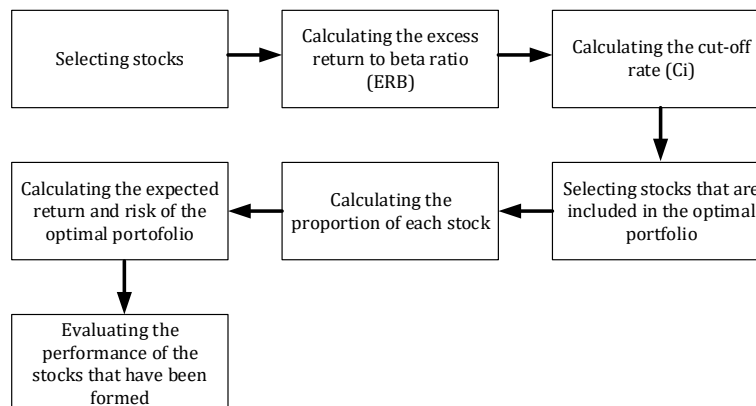 Selecting stocks
Calculating the excess
return to beta ratio
(ERB)
Calculating the cut-off
rate (Ci)
Selecting stocks that are
included in the optimal
portfolio
Calculating the
proportion of each stock
Calculating the expected
return and risk of the
optimal portofolio
Evaluating the
performance of the
stocks that have been
formed